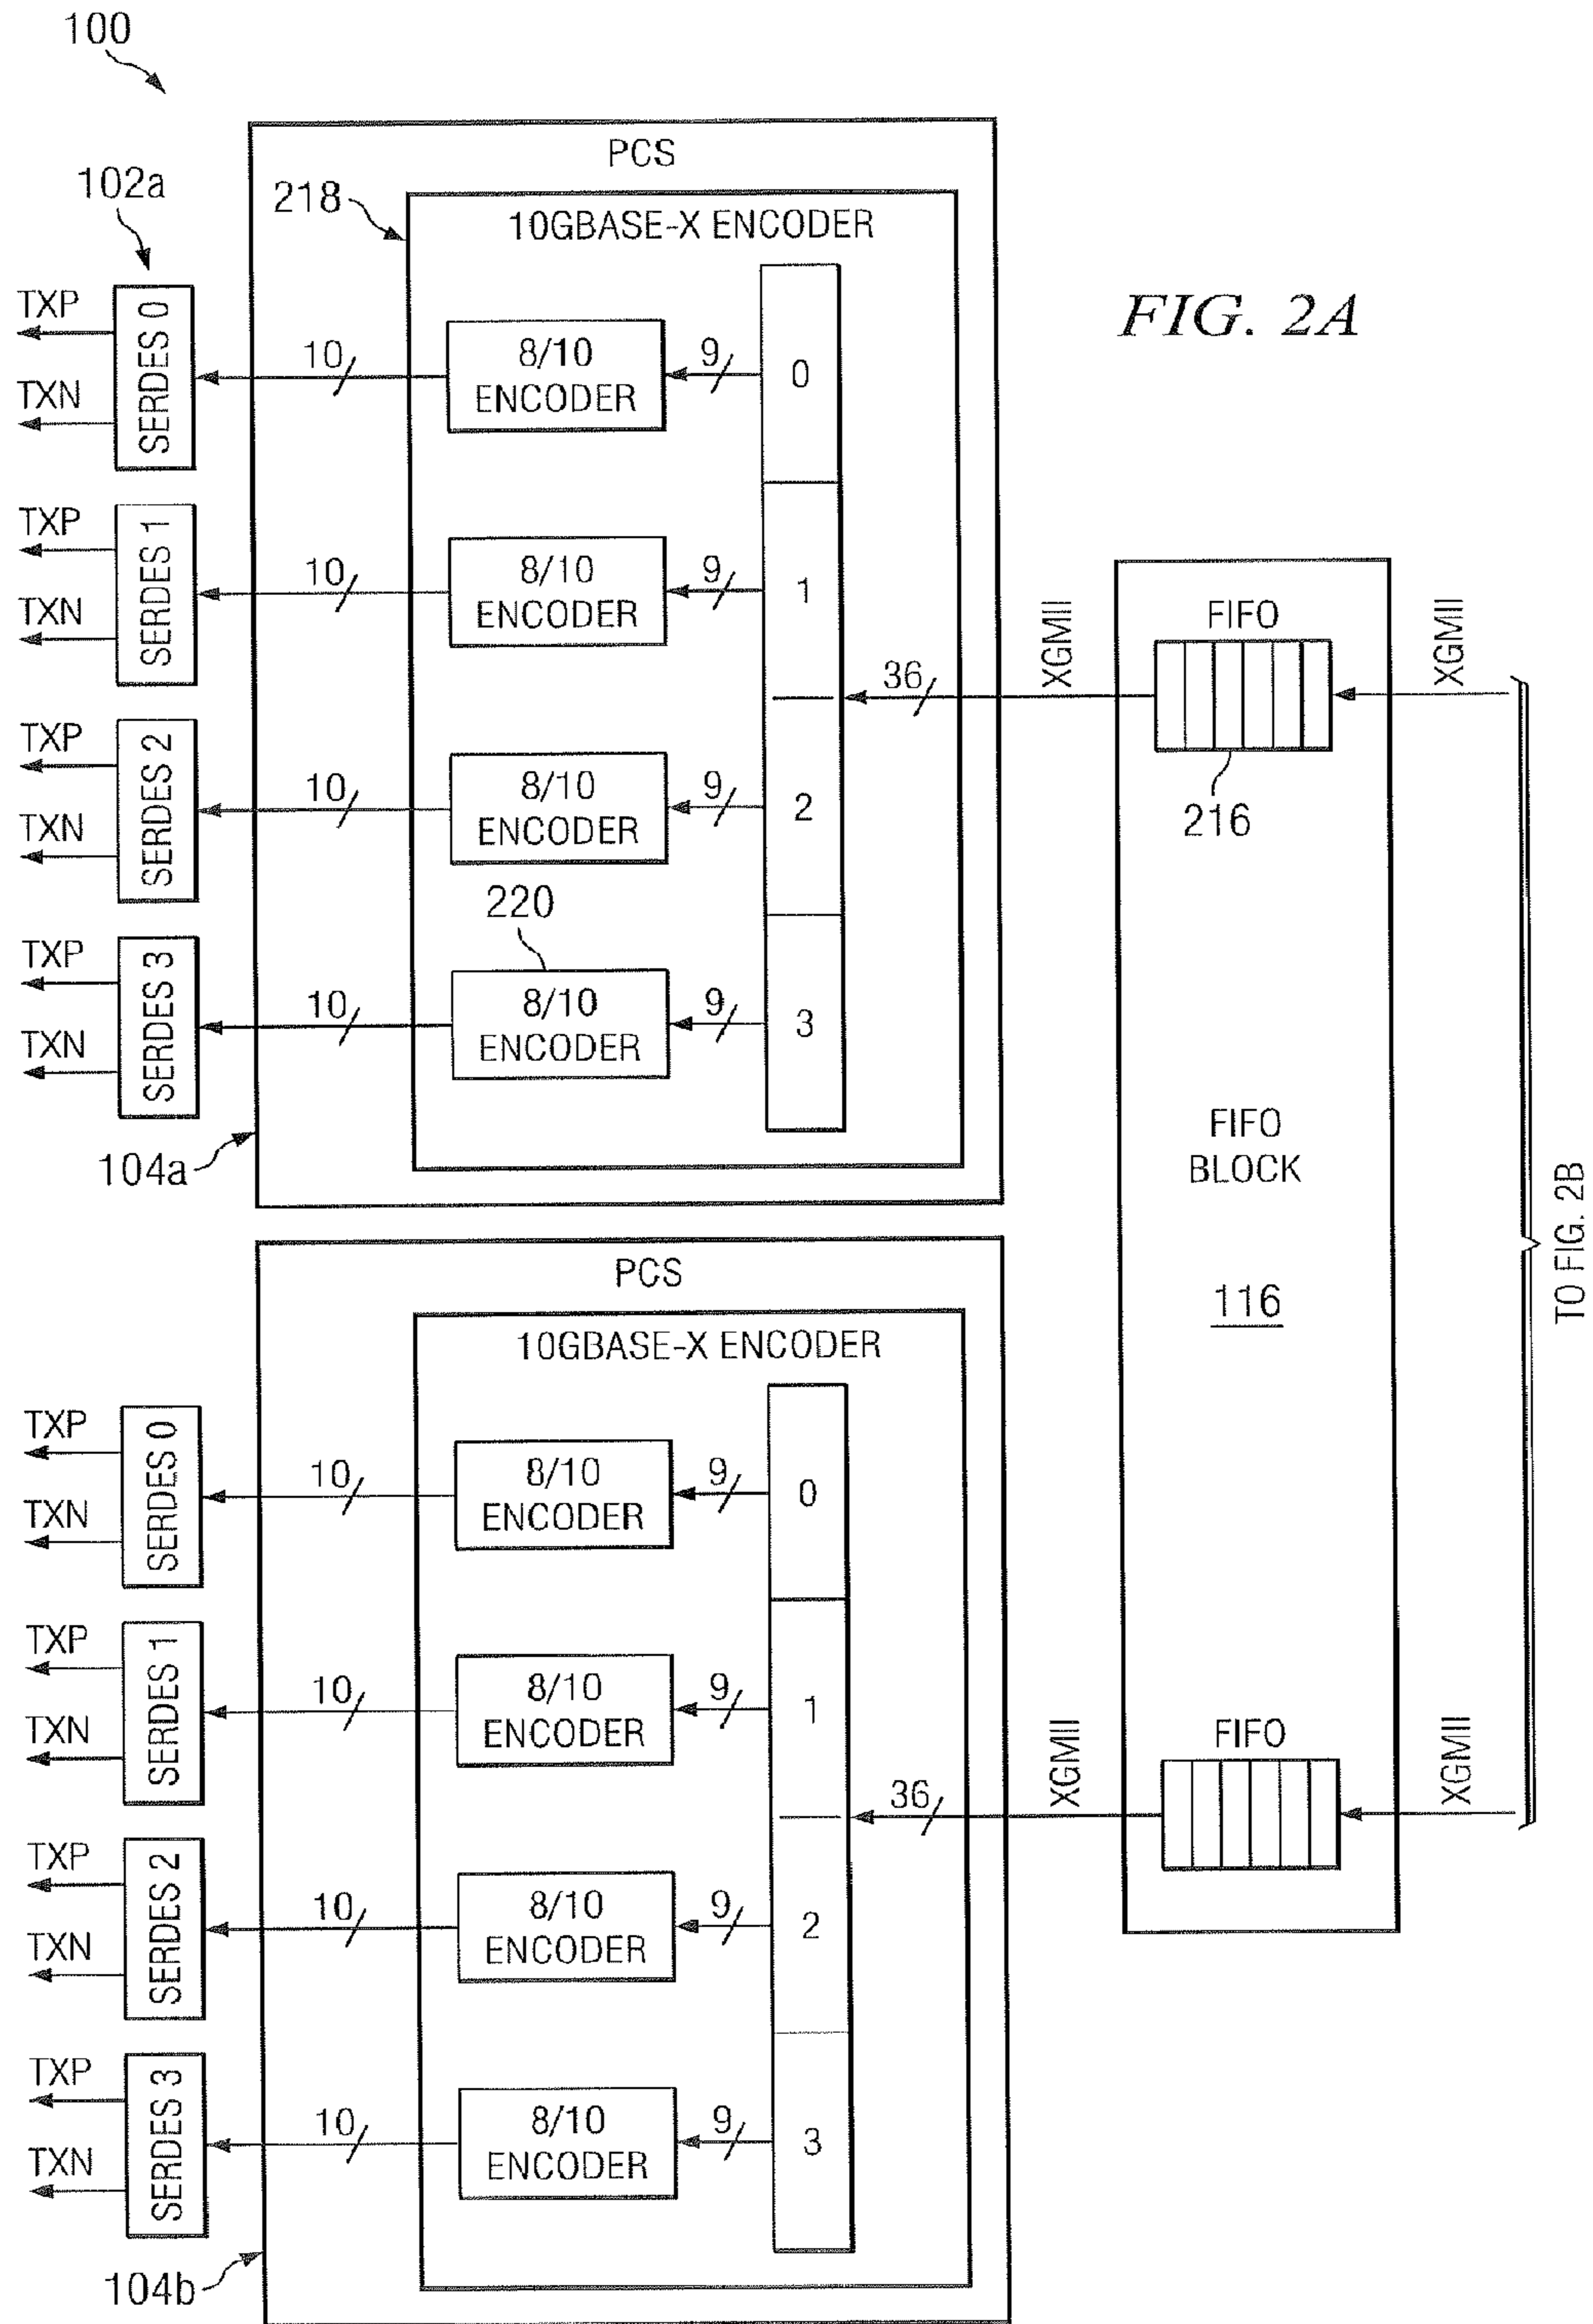 100
102a
218
PCS
10GBASE-X ENCODER
FIG. 2A
TXP
TXN
SERDES 0
10
8/10
ENCODER
9
0
TXP
TXN
SERDES 1
10
8/10
ENCODER
9
1
36
XGMII
FIFO
XGMII
216
TXP
TXN
SERDES 2
10
8/10
ENCODER
9
2
220
TXP
TXN
SERDES 3
10
8/10
ENCODER
9
3
104a
FIFO
BLOCK
116
TO FIG. 2B
PCS
10GBASE-X ENCODER
TXP
TXN
SERDES 0
10
8/10
ENCODER
9
0
TXP
TXN
SERDES 1
10
8/10
ENCODER
9
1
36
XGMII
FIFO
XGMII
TXP
TXN
SERDES 2
10
8/10
ENCODER
9
2
TXP
TXN
SERDES 3
10
8/10
ENCODER
9
3
104b